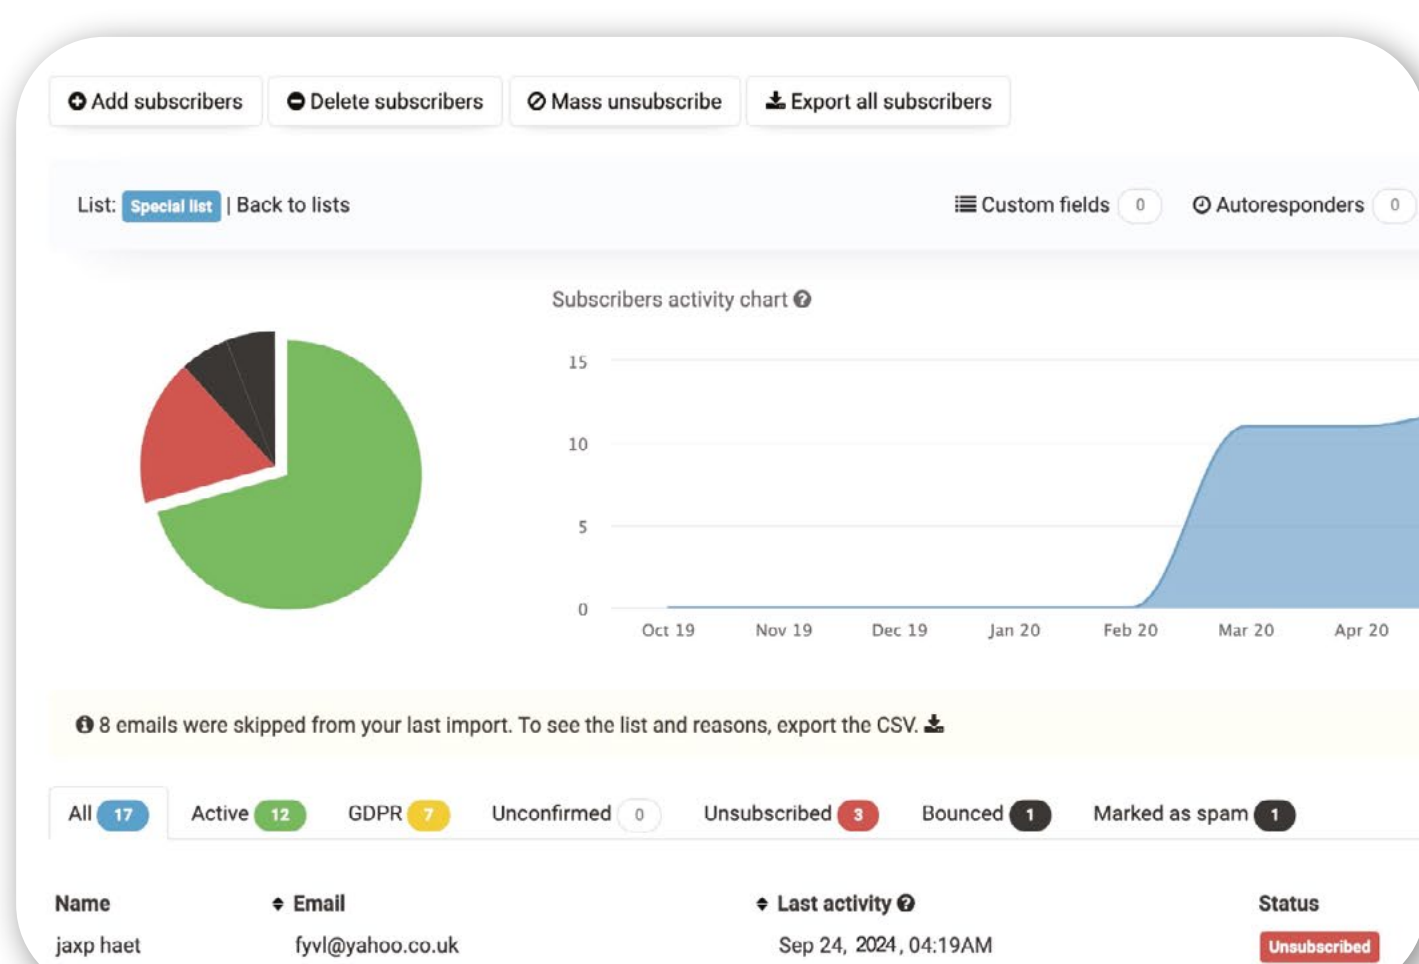 Add subscribers Delete subscribers Mass unsubscribe Export all subscribers
List: Special list | Back to lists Custom fields 0 Autoresponders 0
Subscribers activity chart
15
10
5
0
Oct 19 Nov 19 Dec 19 Jan 20 Feb 20 Mar 20 Apr 20
8 emails were skipped from your last import. To see the list and reasons, export the CSV.
All 17 Active 12 GDPR 7 Unconfirmed 0 Unsubscribed 3 Bounced 1 Marked as spam 1
Name Email Last activity Status
jaxp haet fyvl@yahoo.co.uk Sep 24, 2024, 04:19AM Unsubscribed